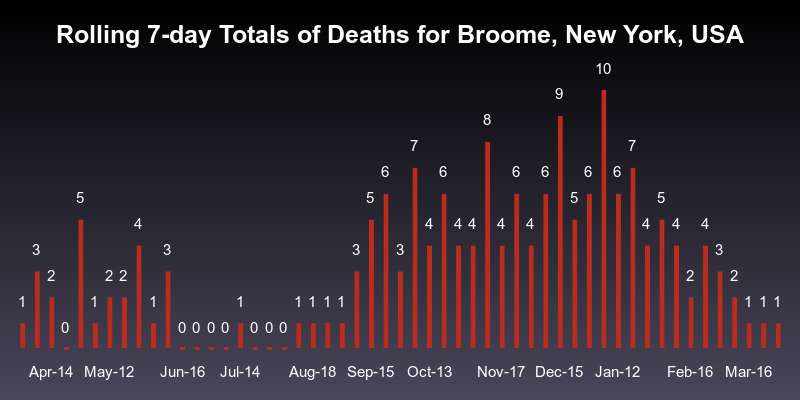 Rolling 7-day Totals of Deaths for Broome, New York, USA
1 3 2 0 5 1 2 2 4 1 3 0 0 0 0 1 0 0 0 1 1 1 1 3 5 6 3 7 4 6 4 4 8 4 6 4 6 9 5 6 10 6 7 4 5 4 2 4 3 2 1 1 1
Apr-14 May-12 Jun-16 Jul-14 Aug-18 Sep-15 Oct-13 Nov-17 Dec-15 Jan-12 Feb-16 Mar-16